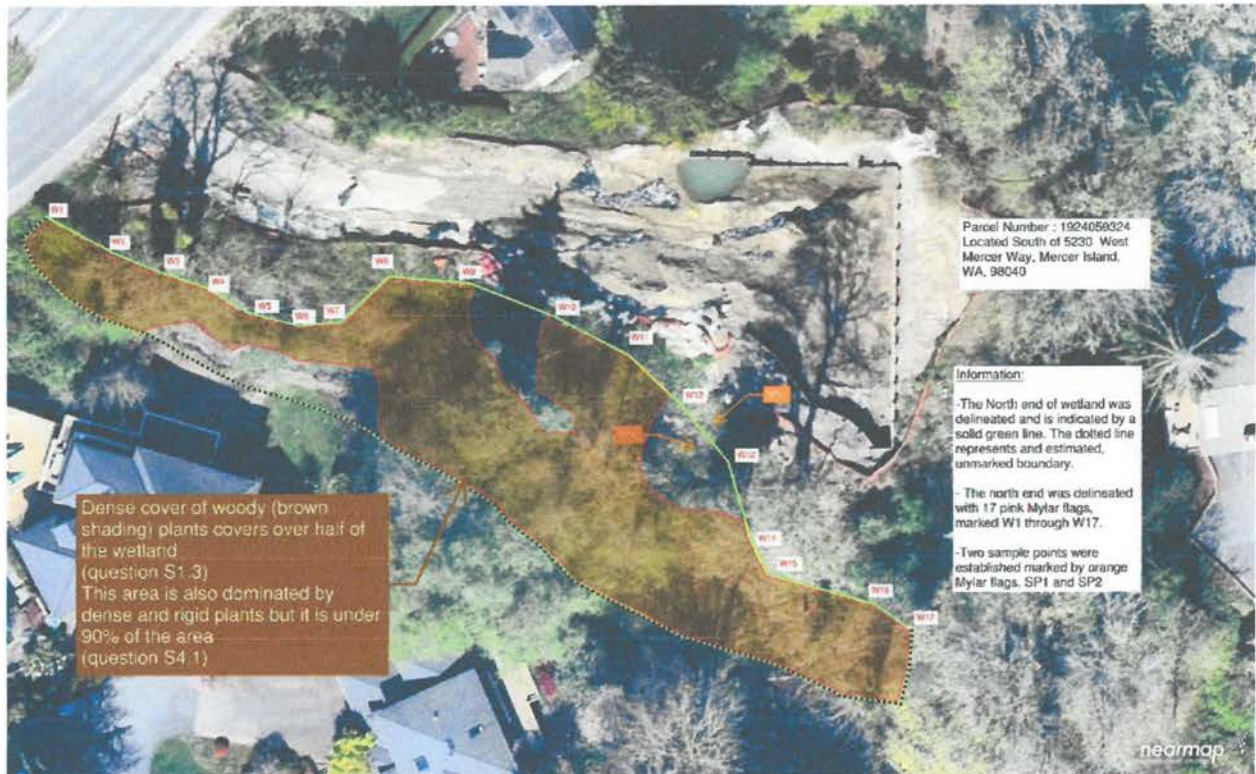 W1
W2
W3
W4
W5
W6
W7
W8
W9
W10
W11
W12
W13
W14
W15
W16
W17
Parcel Number : 1924059324
Located South of 5230 West
Mercer Way, Mercer Island,
WA, 98040
Information:
-The North end of wetland was
delineated and is indicated by a
solid green line. The dotted line
represents and estimated,
unmarked boundary.
- The north end was delineated
with 17 pink Mylar flags,
marked W1 through W17.
-Two sample points were
established marked by orange
Mylar flags, SP1 and SP2
Dense cover of woody (brown
shading) plants covers over half of
the wetland
(question S1.3)
This area is also dominated by
dense and rigid plants but it is under
90% of the area
(question S4.1)
nearmap